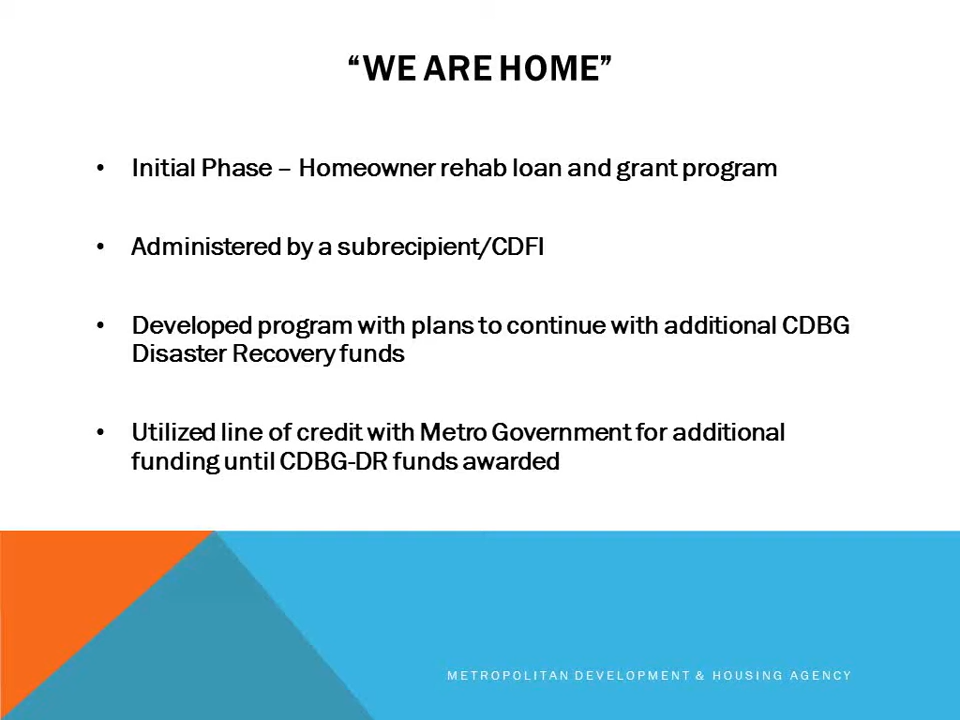 “WE ARE HOME”
• Initial Phase – Homeowner rehab loan and grant program
• Administered by a subrecipient/CDFI
• Developed program with plans to continue with additional CDBG
Disaster Recovery funds
• Utilized line of credit with Metro Government for additional
funding until CDBG-DR funds awarded
METROPOLITAN DEVELOPMENT & HOUSING AGENCY